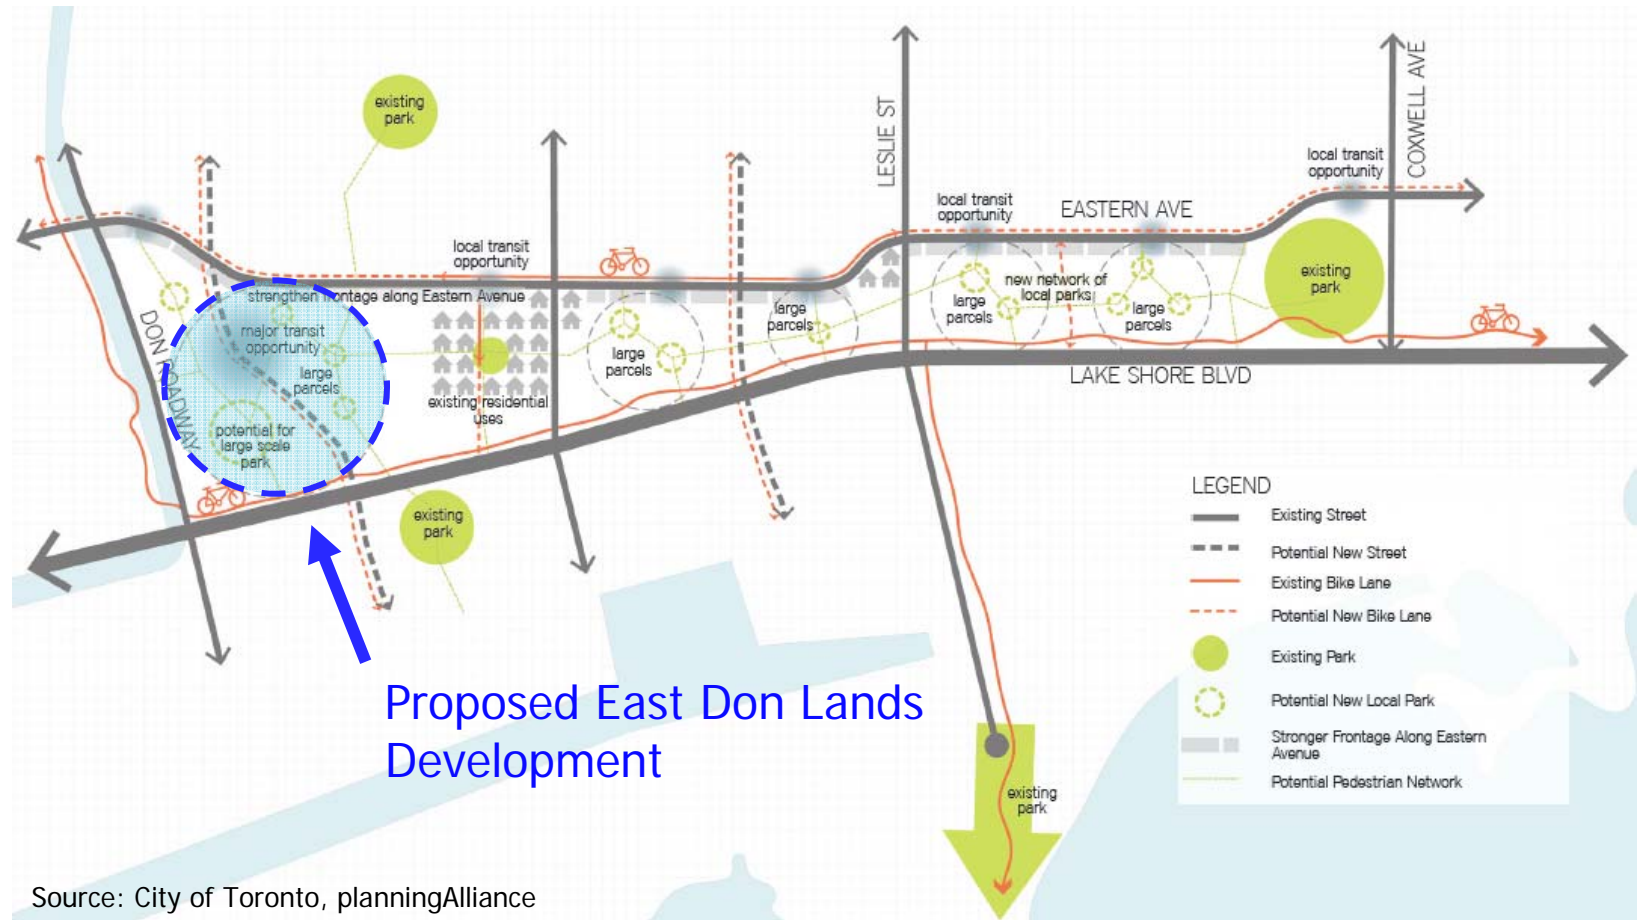 existing
park
LESLIE ST
COXWELL AVE
local transit
opportunity
local transit
opportunity
EASTERN AVE
local transit
opportunity
strengthen frontage along Eastern Avenue
DON ROADWAY
major transit
opportunity
large
parcels
potential for
large scale
park
existing residential
uses
large
parcels
large
parcels
large
parcels
new network of
local parks
large
parcels
existing
park
LAKE SHORE BLVD
existing
park
Proposed East Don Lands
Development
existing
park
LEGEND
Existing Street
Potential New Street
Existing Bike Lane
Potential New Bike Lane
Existing Park
Potential New Local Park
Stronger Frontage Along Eastern
Avenue
Potential Pedestrian Network
Source: City of Toronto, planningAlliance